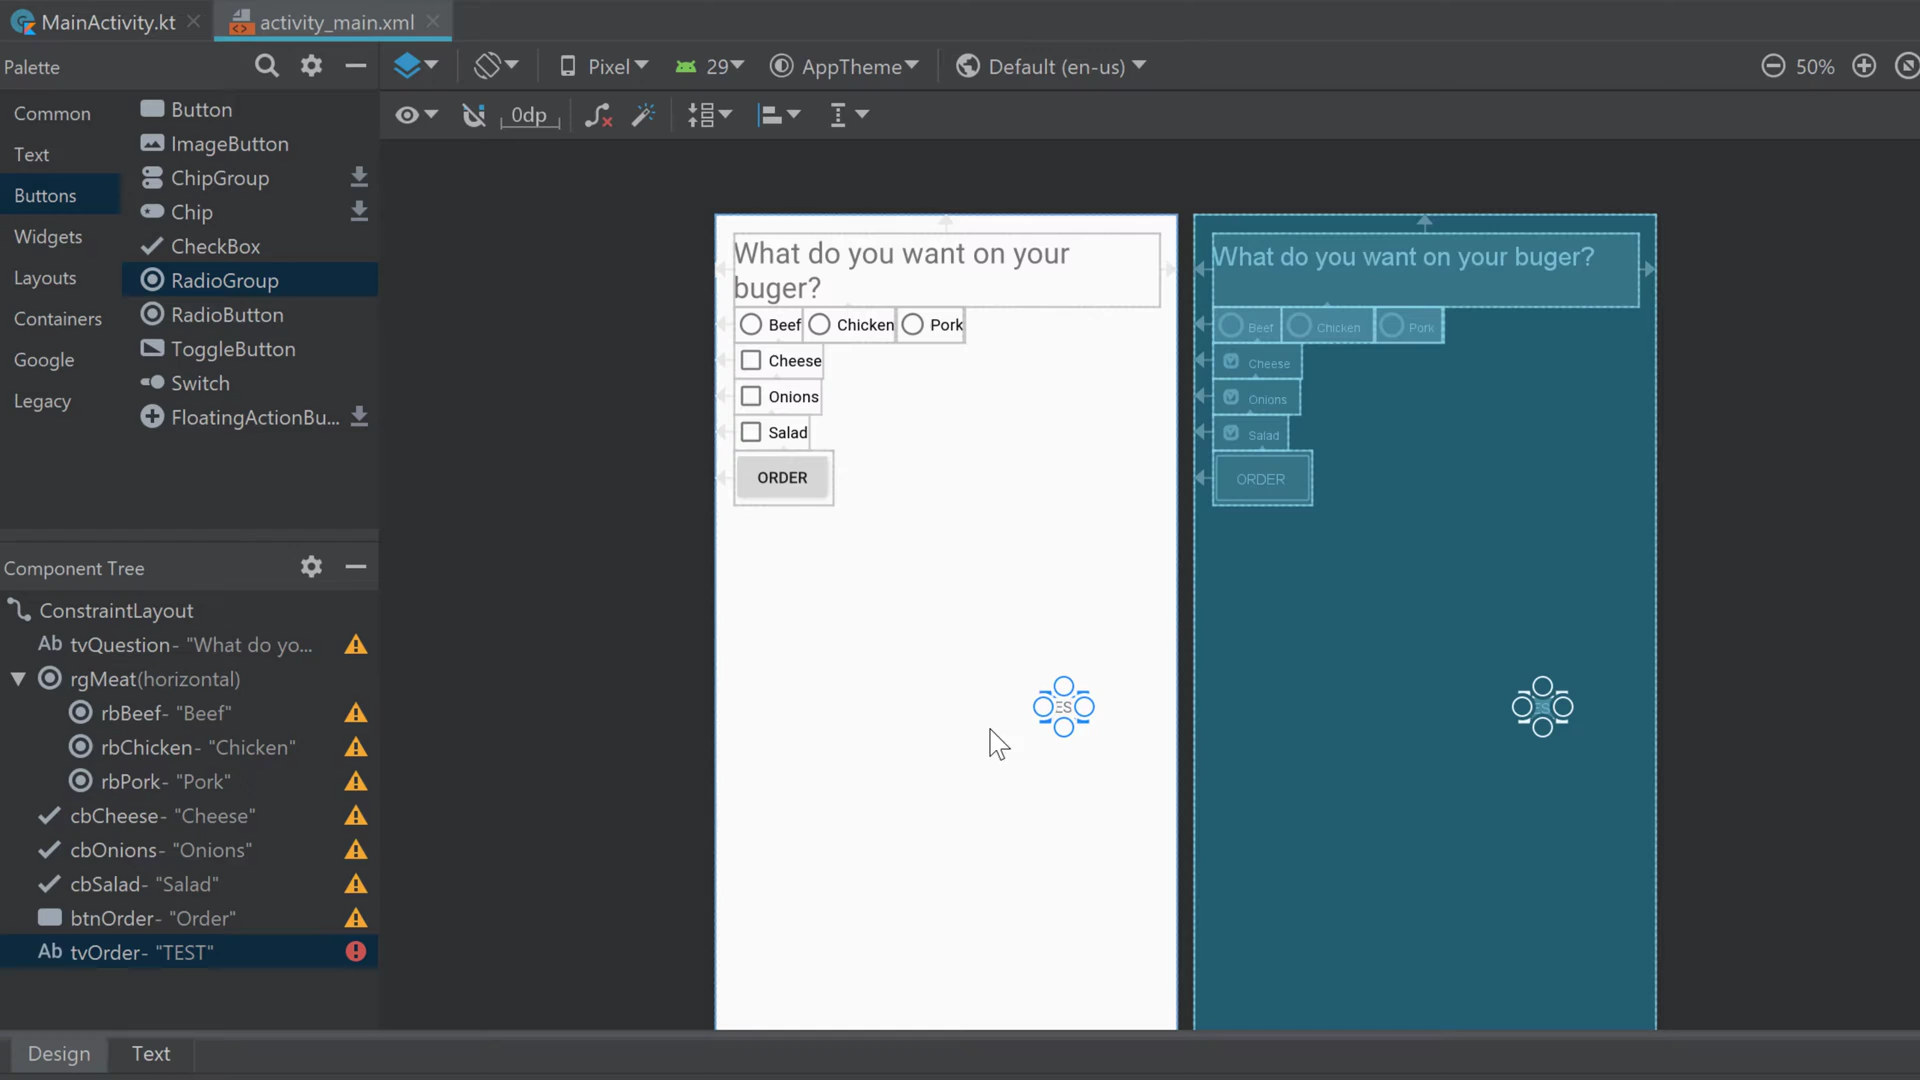 MainActivity.kt
activity_main.xml
Palette
Pixel
29
AppTheme
Default (en-us)
50%
0dp
Common
Text
Buttons
Widgets
Layouts
Containers
Google
Legacy
Button
ImageButton
ChipGroup
Chip
CheckBox
RadioGroup
RadioButton
ToggleButton
Switch
FloatingActionBu...
Component Tree
ConstraintLayout
Ab tvQuestion- "What do yo...
rgMeat(horizontal)
rbBeef- "Beef"
rbChicken- "Chicken"
rbPork- "Pork"
cbCheese- "Cheese"
cbOnions- "Onions"
cbSalad- "Salad"
btnOrder- "Order"
Ab tvOrder- "TEST"
What do you want on your
buger?
Beef Chicken Pork
Cheese
Onions
Salad
ORDER
ES
What do you want on your buger?
Beef Chicken Pork
Cheese
Onions
Salad
ORDER
ES
Design Text